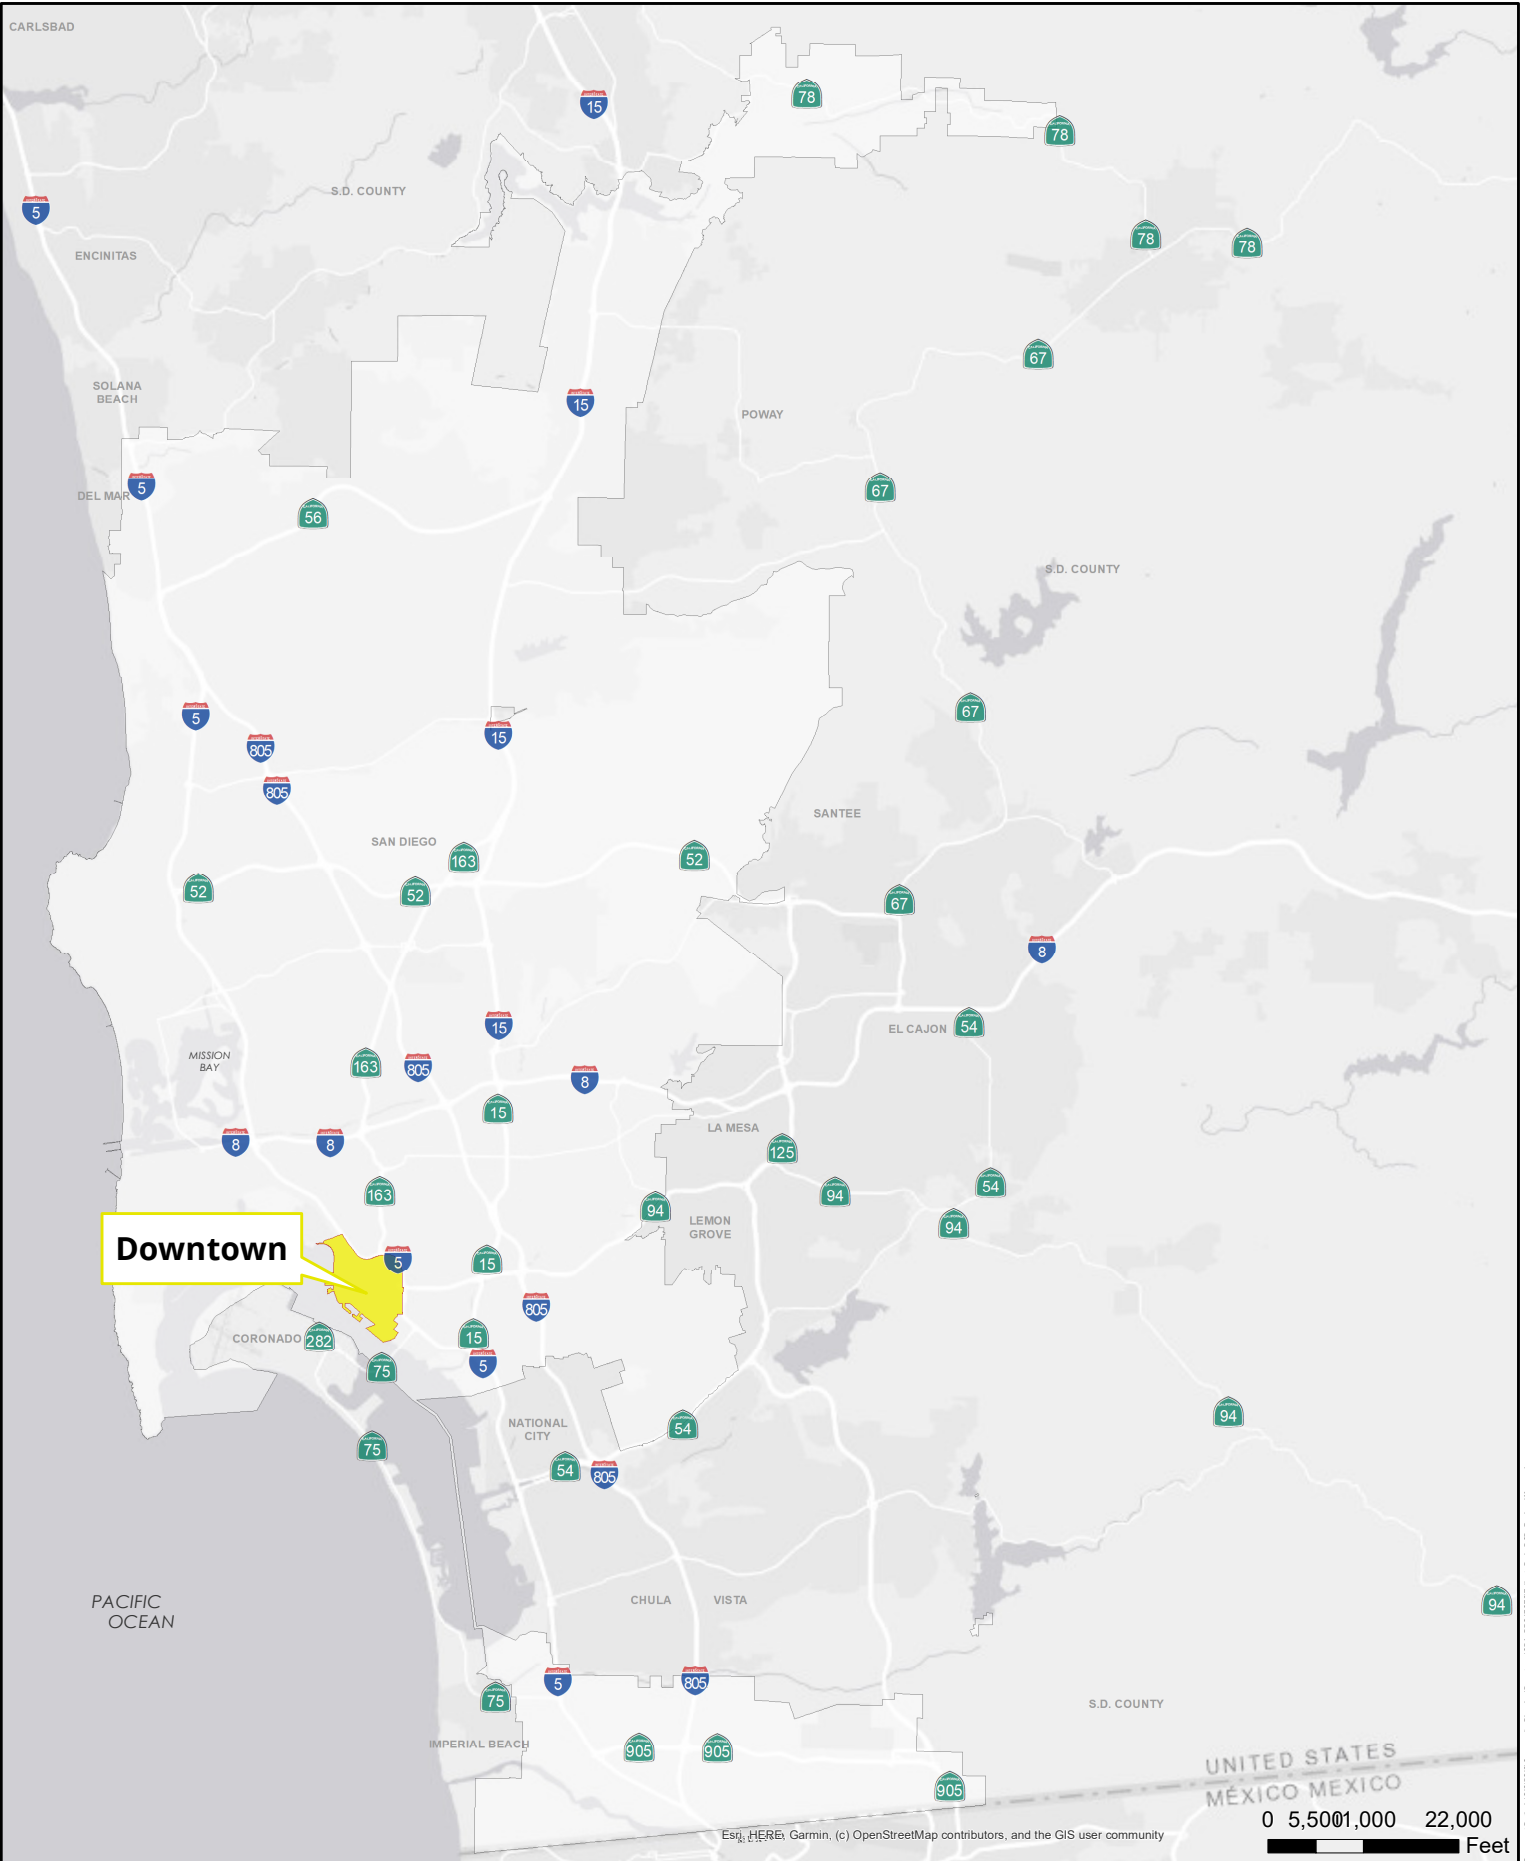 CARLSBAD
15
78
78
S.D. COUNTY
5
78
78
ENCINITAS
67
SOLANA
BEACH
15
POWAY
5
DEL MAR
67
56
S.D. COUNTY
5
67
15
805
805
SANTEE
SAN DIEGO
163
52
52
52
67
8
15
EL CAJON
54
MISSION
BAY
163
805
8
15
LA MESA
8
8
125
163
94
54
94
LEMON
GROVE
94
Downtown
5
15
805
CORONADO
282
15
5
75
NATIONAL
CITY
94
54
75
54
805
PACIFIC
OCEAN
CHULA VISTA
94
5
805
75
S.D. COUNTY
IMPERIAL BEACH
905
905
UNITED STATES
905
MÉXICO MEXICO
0 5,500 11,000 22,000
Feet
Esri, HERE, Garmin, (c) OpenStreetMap contributors, and the GIS user community